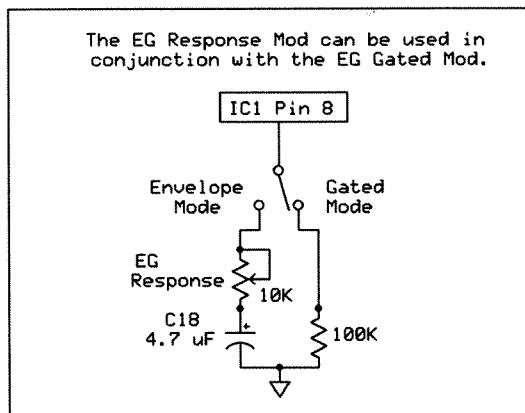 The EG Response Mod can be used in
conjunction with the EG Gated Mod.
IC1 Pin 8
Envelope
Mode
Gated
Mode
EG
Response
10K
C18
4.7 uF
+
100K